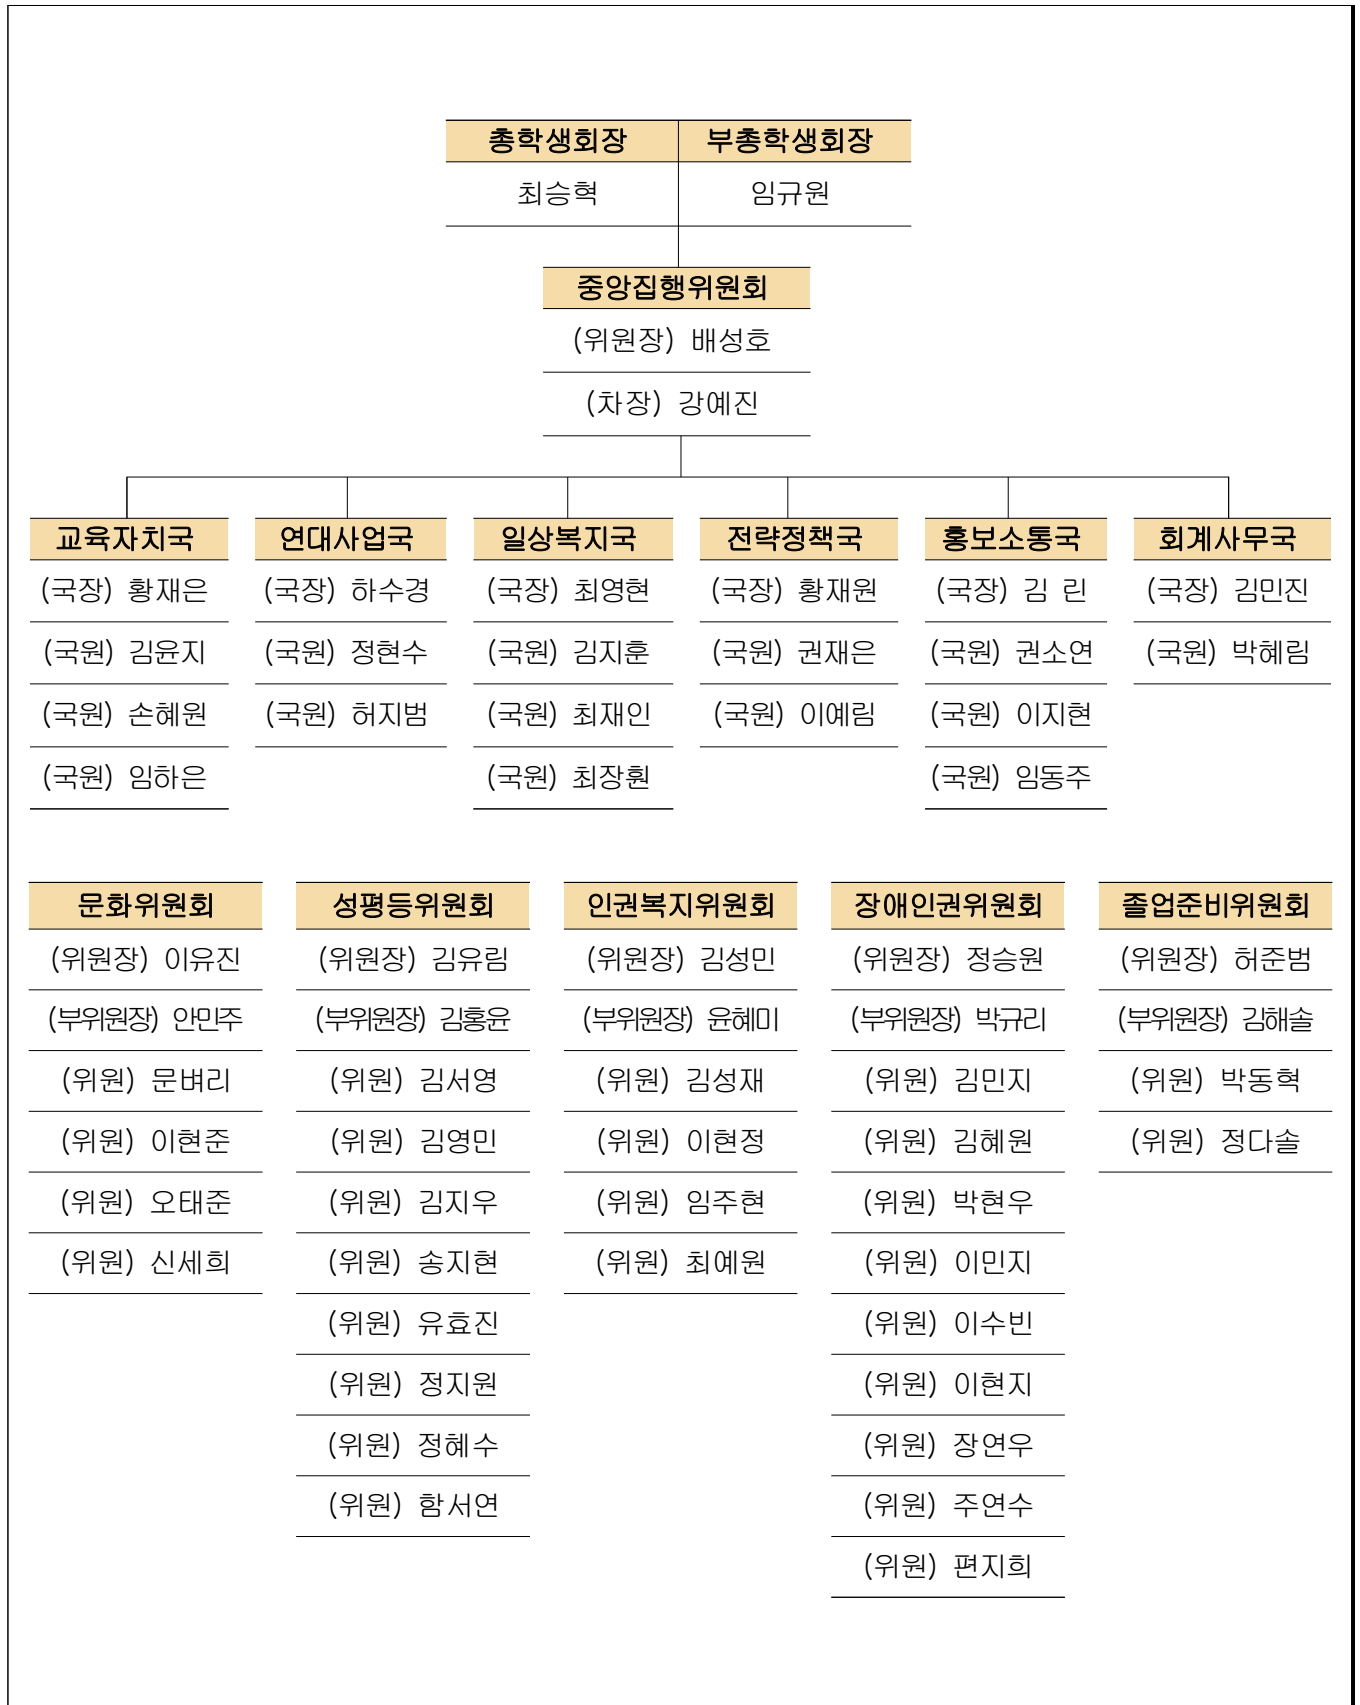 총학생회장 부총학생회장
최승혁 임규원
중앙집행위원회
(위원장) 배성호
(차장) 강예진
교육자치국 연대사업국 일상복지국 전략정책국 홍보소통국 회계사무국
(국장) 황재은 (국장) 하수경 (국장) 최영현 (국장) 황재원 (국장) 김 린 (국장) 김민진
(국원) 김윤지 (국원) 정현수 (국원) 김지훈 (국원) 권재은 (국원) 권소연 (국원) 박혜림
(국원) 손혜원 (국원) 허지범 (국원) 최재인 (국원) 이예림 (국원) 이지현
(국원) 임하은 (국원) 최장훤 (국원) 임동주
문화위원회 성평등위원회 인권복지위원회 장애인권위원회 졸업준비위원회
(위원장) 이유진 (위원장) 김유림 (위원장) 김성민 (위원장) 정승원 (위원장) 허준범
(부위원장) 안민주 (부위원장) 김홍윤 (부위원장) 윤혜미 (부위원장) 박규리 (부위원장) 김해솔
(위원) 문벼리 (위원) 김서영 (위원) 김성재 (위원) 김민지 (위원) 박동혁
(위원) 이현준 (위원) 김영민 (위원) 이현정 (위원) 김혜원 (위원) 정다솔
(위원) 오태준 (위원) 김지우 (위원) 임주현 (위원) 박현우
(위원) 신세희 (위원) 송지현 (위원) 최예원 (위원) 이민지
(위원) 유효진 (위원) 이수빈
(위원) 정지원 (위원) 이현지
(위원) 정혜수 (위원) 장연우
(위원) 함서연 (위원) 주연수
(위원) 편지희